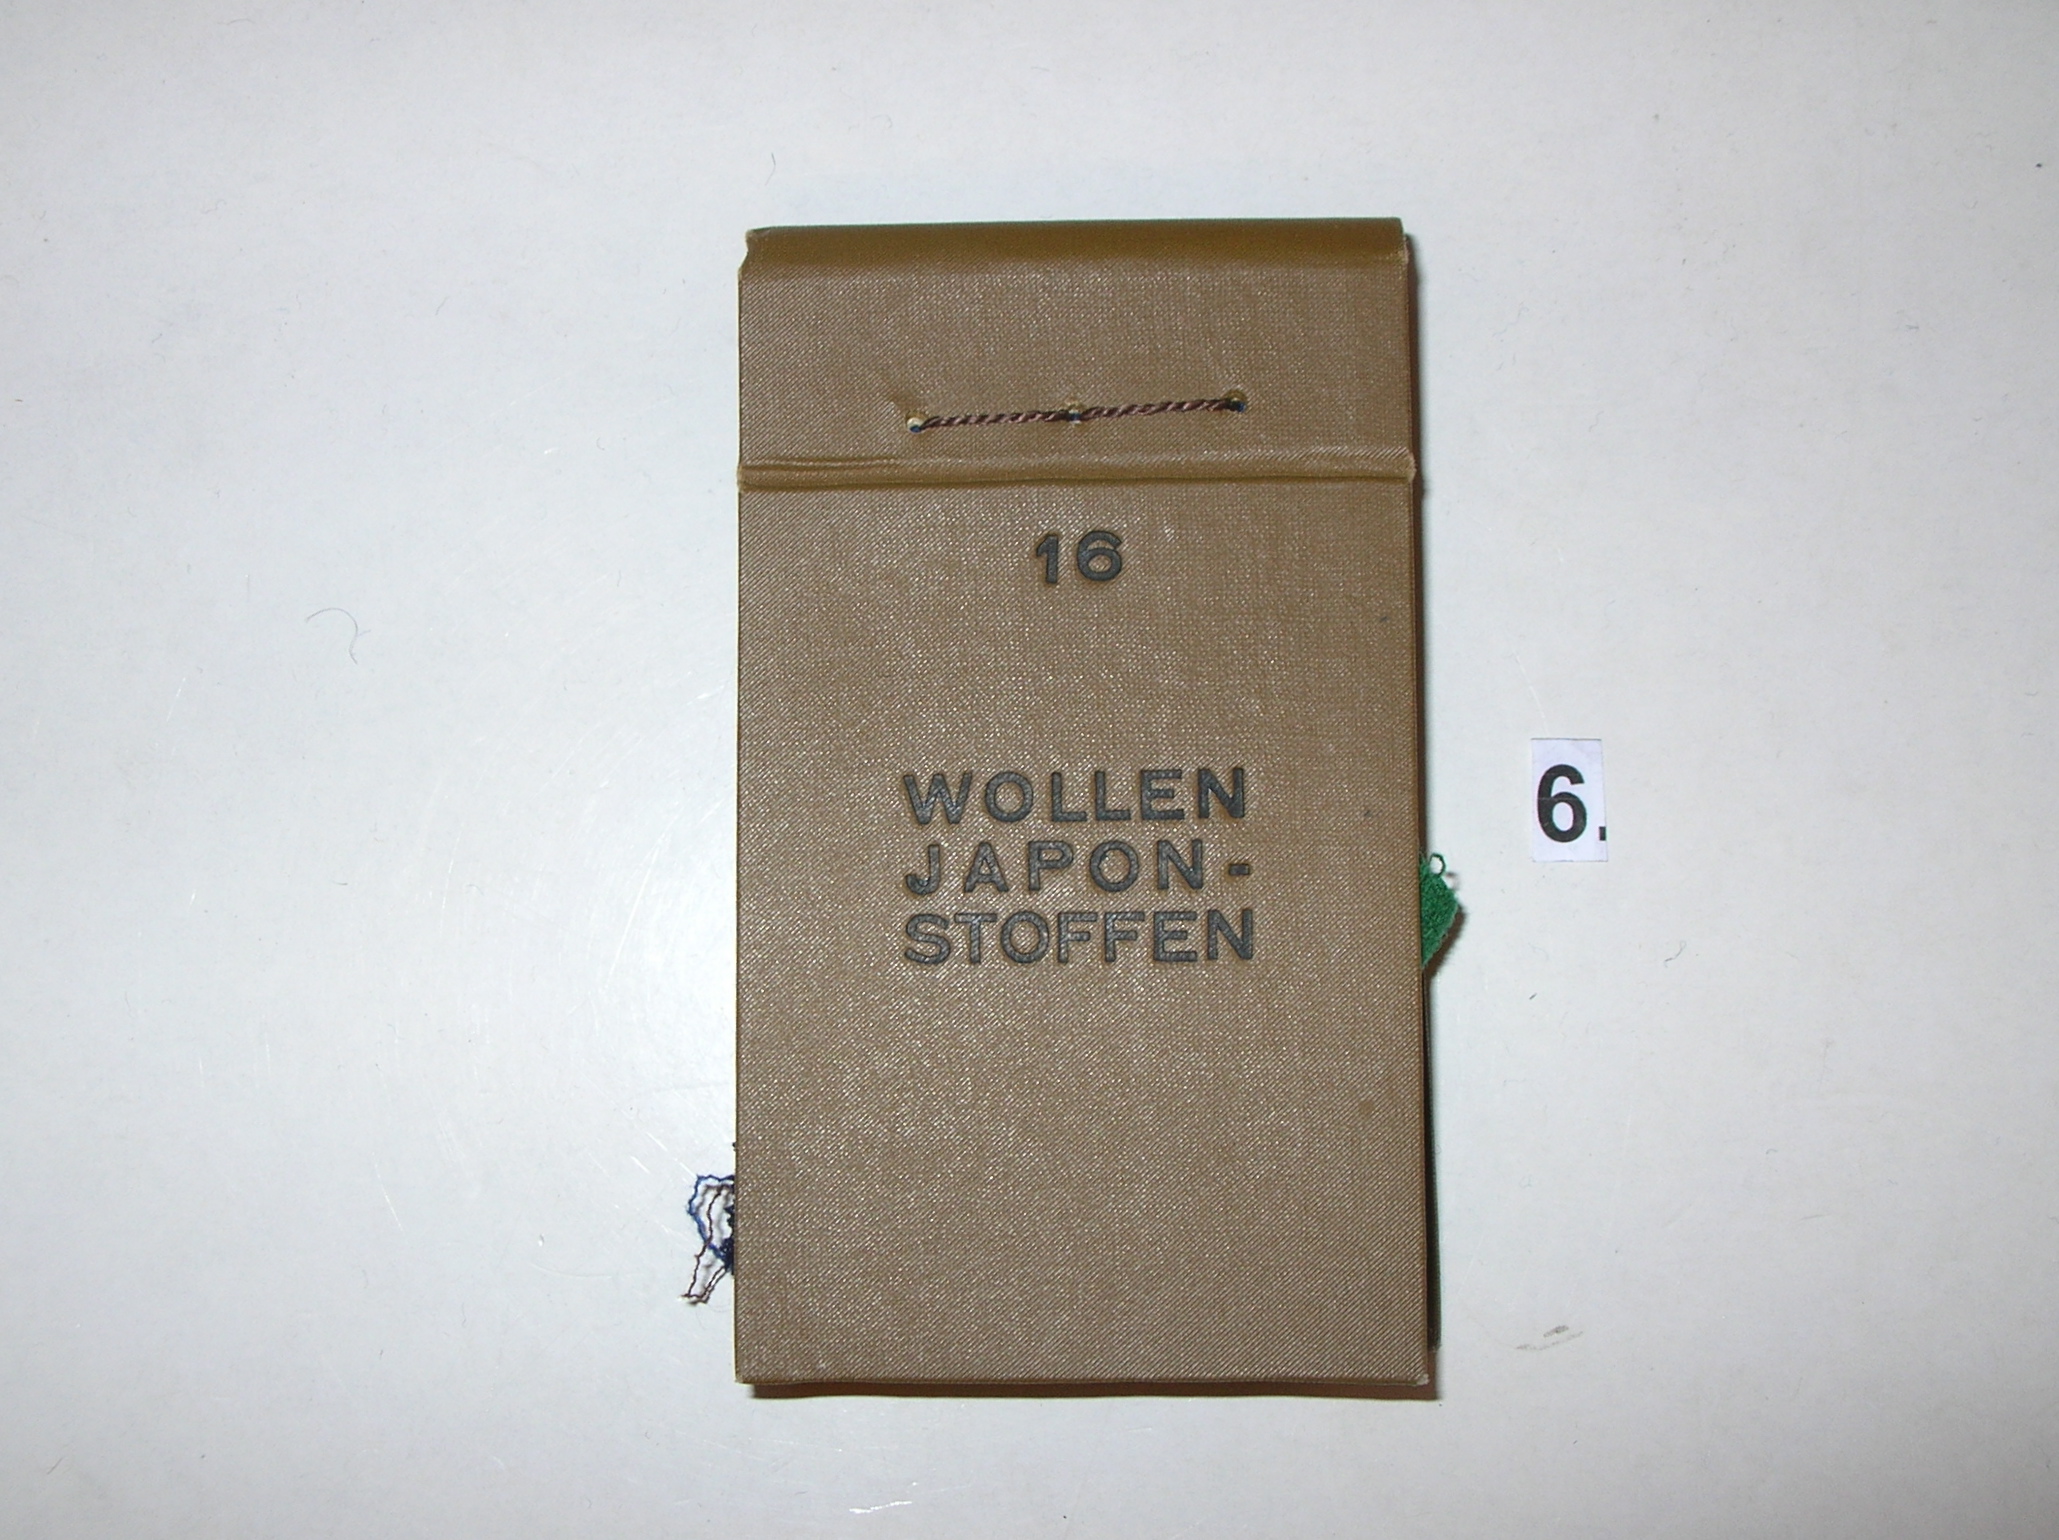 16
WOLLEN
JAPON-
STOFFEN
6.